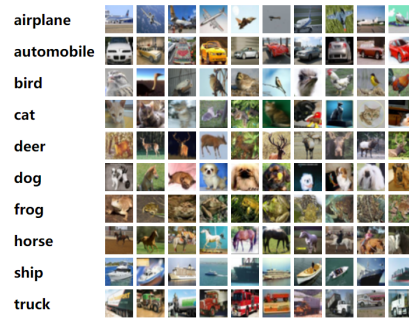 airplane
automobile
bird
cat
deer
dog
frog
horse
ship
truck